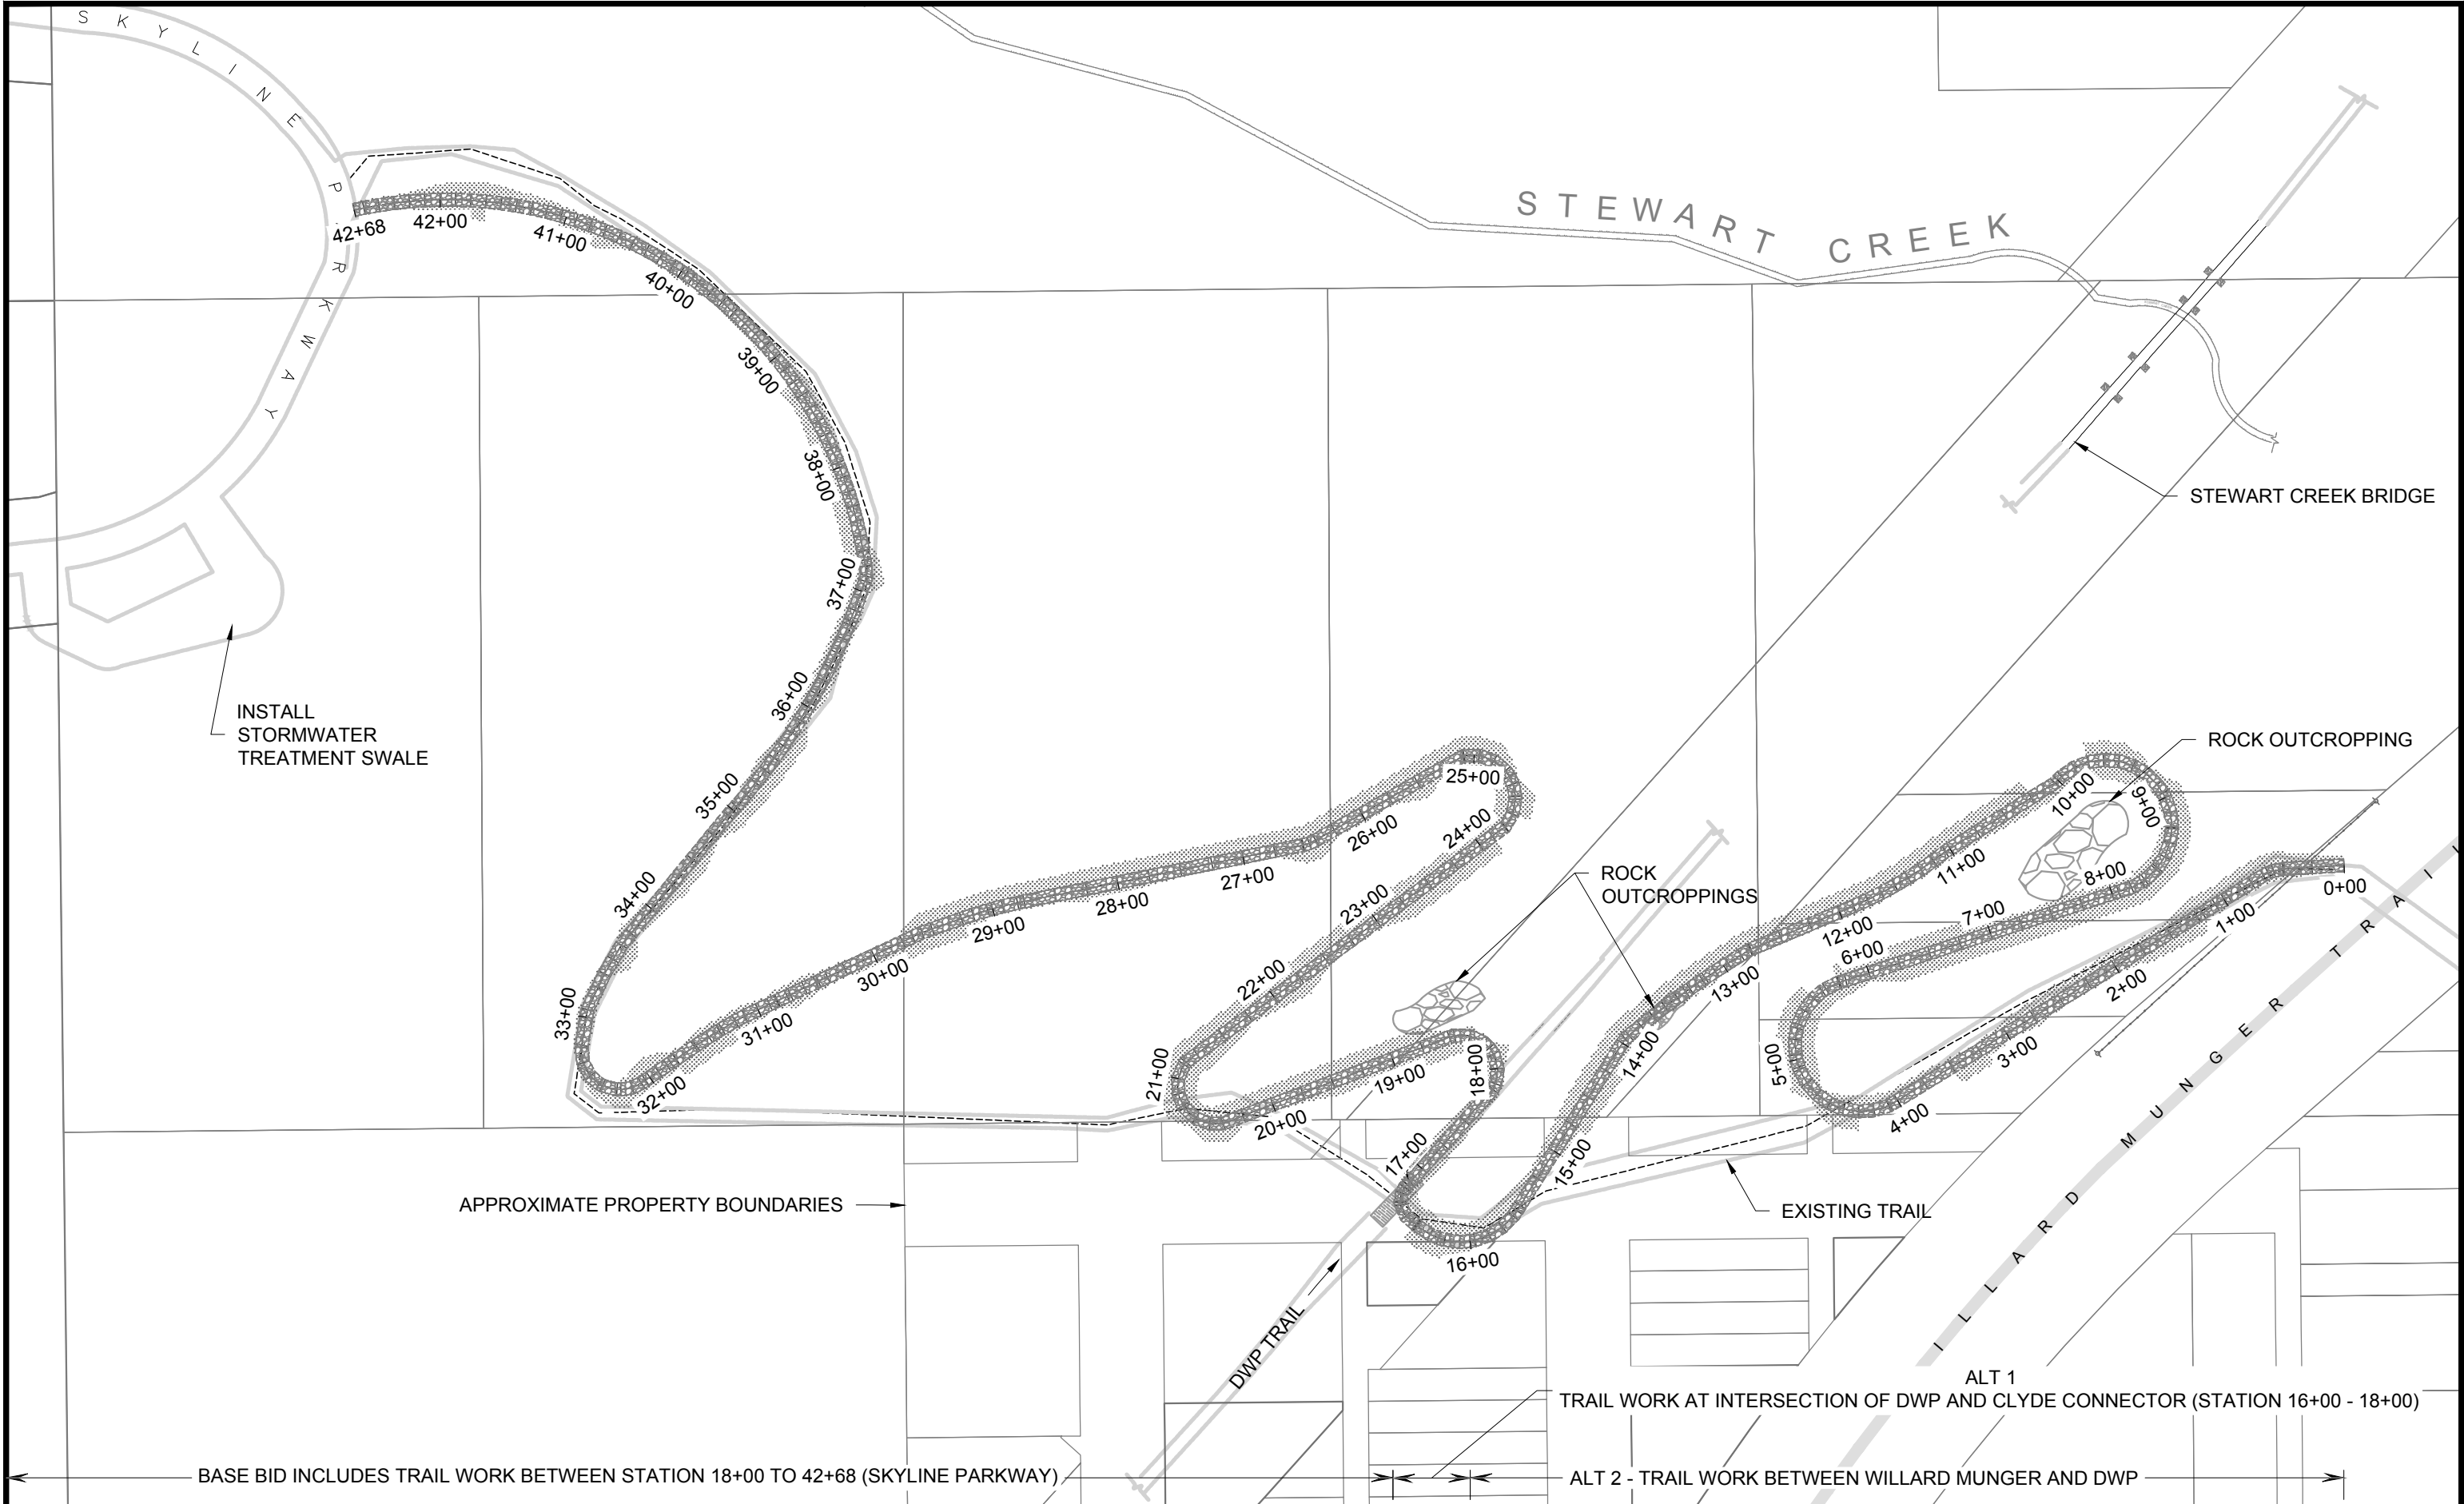 SKYLINE PARKWAY
STEWART CREEK
42+68
42+00
41+00
40+00
39+00
38+00
37+00
36+00
35+00
34+00
33+00
32+00
31+00
30+00
29+00
28+00
27+00
26+00
25+00
24+00
23+00
22+00
21+00
20+00
19+00
18+00
17+00
16+00
15+00
14+00
13+00
12+00
11+00
10+00
9+00
8+00
7+00
6+00
5+00
4+00
3+00
2+00
1+00
0+00
STEWART CREEK BRIDGE
INSTALL
STORMWATER
TREATMENT SWALE
ROCK OUTCROPPING
ROCK
OUTCROPPINGS
APPROXIMATE PROPERTY BOUNDARIES
EXISTING TRAIL
DWP TRAIL
ILLARD MUNGER TRAI
ALT 1
TRAIL WORK AT INTERSECTION OF DWP AND CLYDE CONNECTOR (STATION 16+00 - 18+00)
BASE BID INCLUDES TRAIL WORK BETWEEN STATION 18+00 TO 42+68 (SKYLINE PARKWAY)
ALT 2 - TRAIL WORK BETWEEN WILLARD MUNGER AND DWP